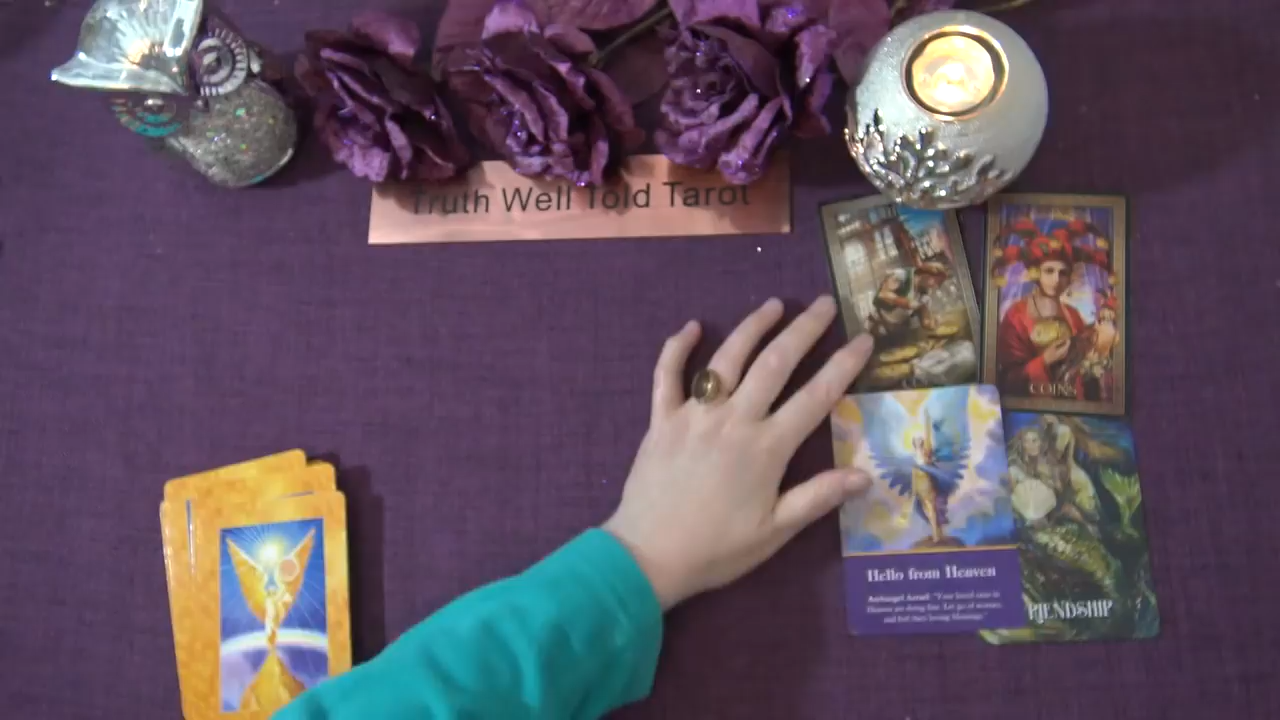 Truth Well Told Tarot
COINS
Hello from Heaven
Archangel Azrael: "Your loved ones in
Heaven are doing fine. Let go of worries,
and feel their loving blessings."
FRIENDSHIP